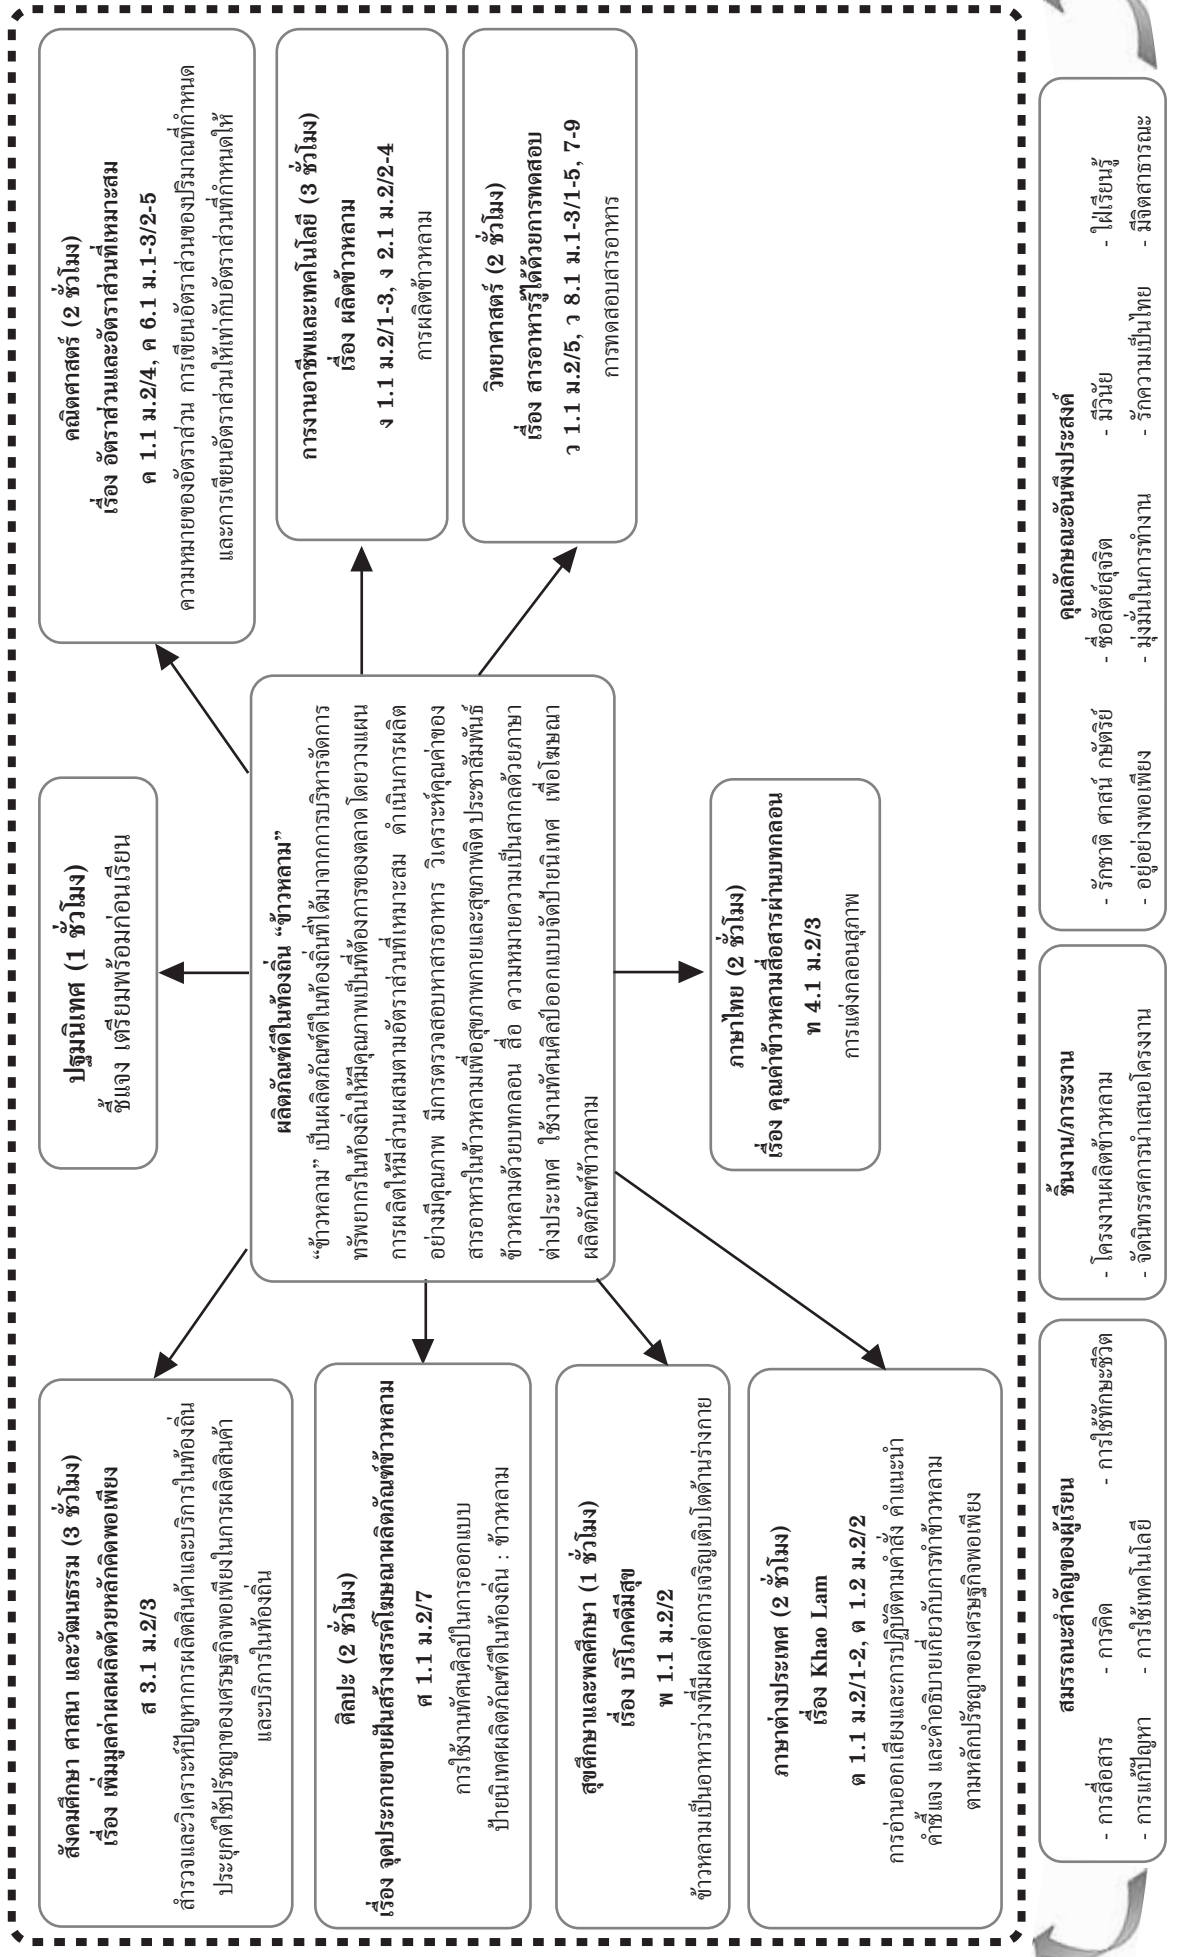 สังคมศึกษา ศาสนา และวัฒนธรรม (3 ชั่วโมง)
เรื่อง เพิ่มมูลค่าผลผลิตด้วยหลักคิดพอเพียง
ส 3.1 ม.2/3
สำรวจและวิเคราะห์ปัญหาการผลิตสินค้าและบริการในท้องถิ่น
ประยุกต์ใช้ปรัชญาของเศรษฐกิจพอเพียงในการผลิตสินค้า
และบริการในท้องถิ่น
ปฐมนิเทศ (1 ชั่วโมง)
ชี้แจง เตรียมพร้อมก่อนเรียน
คณิตศาสตร์ (2 ชั่วโมง)
เรื่อง อัตราส่วนและอัตราส่วนที่เหมาะสม
ค 1.1 ม.2/4, ค 6.1 ม.1-3/2-5
ความหมายของอัตราส่วน การเขียนอัตราส่วนของปริมาณที่กำหนด
และการเขียนอัตราส่วนให้เท่ากับอัตราส่วนที่กำหนดให้
ศิลปะ (2 ชั่วโมง)
เรื่อง จุดประกายขายฝันสร้างสรรค์โฆษณาผลิตภัณฑ์ข้าวหลาม
ศ 1.1 ม.2/7
การใช้งานทัศนศิลป์ในการออกแบบ
ป้ายนิเทศผลิตภัณฑ์ดีในท้องถิ่น : ข้าวหลาม
ผลิตภัณฑ์ดีในท้องถิ่น “ข้าวหลาม”
“ข้าวหลาม” เป็นผลิตภัณฑ์ดีในท้องถิ่นที่ได้มาจากการบริหารจัดการ
ทรัพยากรในท้องถิ่นให้มีคุณภาพเป็นที่ต้องการของตลาด โดยวางแผน
การผลิตให้มีส่วนผสมตามอัตราส่วนที่เหมาะสม ดำเนินการผลิต
อย่างมีคุณภาพ มีการตรวจสอบหาสารอาหาร วิเคราะห์คุณค่าของ
สารอาหารในข้าวหลามเพื่อสุขภาพกายและสุขภาพจิต ประชาสัมพันธ์
ข้าวหลามด้วยบทกลอน สื่อ ความหมายความเป็นสากลด้วยภาษา
ต่างประเทศ ใช้งานทัศนศิลป์ออกแบบจัดป้ายนิเทศ เพื่อโฆษณา
ผลิตภัณฑ์ข้าวหลาม
การงานอาชีพและเทคโนโลยี (3 ชั่วโมง)
เรื่อง ผลิตข้าวหลาม
ง 1.1 ม.2/1-3, ง 2.1 ม.2/2-4
การผลิตข้าวหลาม
วิทยาศาสตร์ (2 ชั่วโมง)
เรื่อง สารอาหารรู้ได้ด้วยการทดสอบ
ว 1.1 ม.2/5, ว 8.1 ม.1-3/1-5, 7-9
การทดสอบสารอาหาร
สุขศึกษาและพลศึกษา (1 ชั่วโมง)
เรื่อง บริโภคดีมีสุข
พ 1.1 ม.2/2
ข้าวหลามเป็นอาหารว่างที่มีผลต่อการเจริญเติบโตด้านร่างกาย
ภาษาต่างประเทศ (2 ชั่วโมง)
เรื่อง Khao Lam
ต 1.1 ม.2/1-2, ต 1.2 ม.2/2
การอ่านออกเสียงและการปฏิบัติตามคำสั่ง คำแนะนำ
คำชี้แจง และคำอธิบายเกี่ยวกับการทำข้าวหลาม
ตามหลักปรัชญาของเศรษฐกิจพอเพียง
ภาษาไทย (2 ชั่วโมง)
เรื่อง คุณค่าข้าวหลามสื่อสารผ่านบทกลอน
ท 4.1 ม.2/3
การแต่งกลอนสุภาพ
สมรรถนะสำคัญของผู้เรียน
- การสื่อสาร - การคิด - การใช้ทักษะชีวิต
- การแก้ปัญหา - การใช้เทคโนโลยี
ชิ้นงาน/ภาระงาน
- โครงงานผลิตข้าวหลาม
- จัดนิทรรศการนำเสนอโครงงาน
คุณลักษณะอันพึงประสงค์
- รักชาติ ศาสน์ กษัตริย์ - ซื่อสัตย์สุจริต - มีวินัย - ใฝ่เรียนรู้
- อยู่อย่างพอเพียง - มุ่งมั่นในการทำงาน - รักความเป็นไทย - มีจิตสาธารณะ